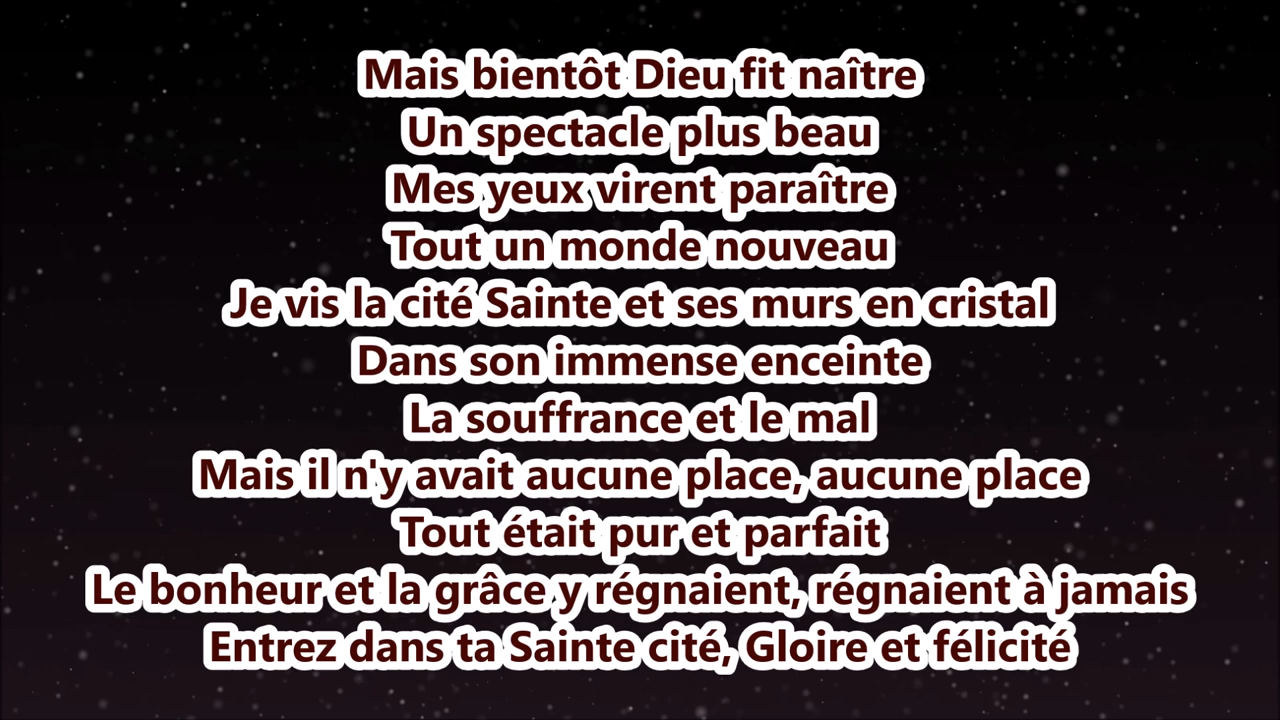 Mais bientôt Dieu fit naître
Un spectacle plus beau
Mes yeux virent paraître
Tout un monde nouveau
Je vis la cité Sainte et ses murs en cristal
Dans son immense enceinte
La souffrance et le mal
Mais il n'y avait aucune place, aucune place
Tout était pur et parfait
Le bonheur et la grâce y régnaient, régnaient à jamais
Entrez dans ta Sainte cité, Gloire et félicité